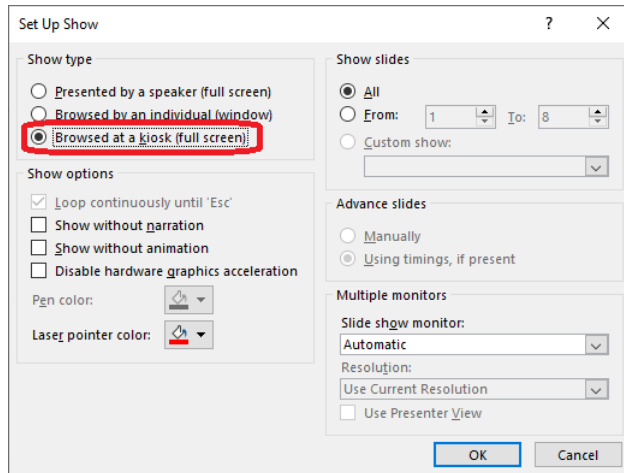 Set Up Show
?
Show type
Presented by a speaker (full screen)
Browsed by an individual (window)
Browsed at a kiosk (full screen)
Show options
Loop continuously until 'Esc'
Show without narration
Show without animation
Disable hardware graphics acceleration
Pen color:
Laser pointer color:
Show slides
All
From: 1 To: 8
Custom show:
Advance slides
Manually
Using timings, if present
Multiple monitors
Slide show monitor:
Automatic
Resolution:
Use Current Resolution
Use Presenter View
OK Cancel